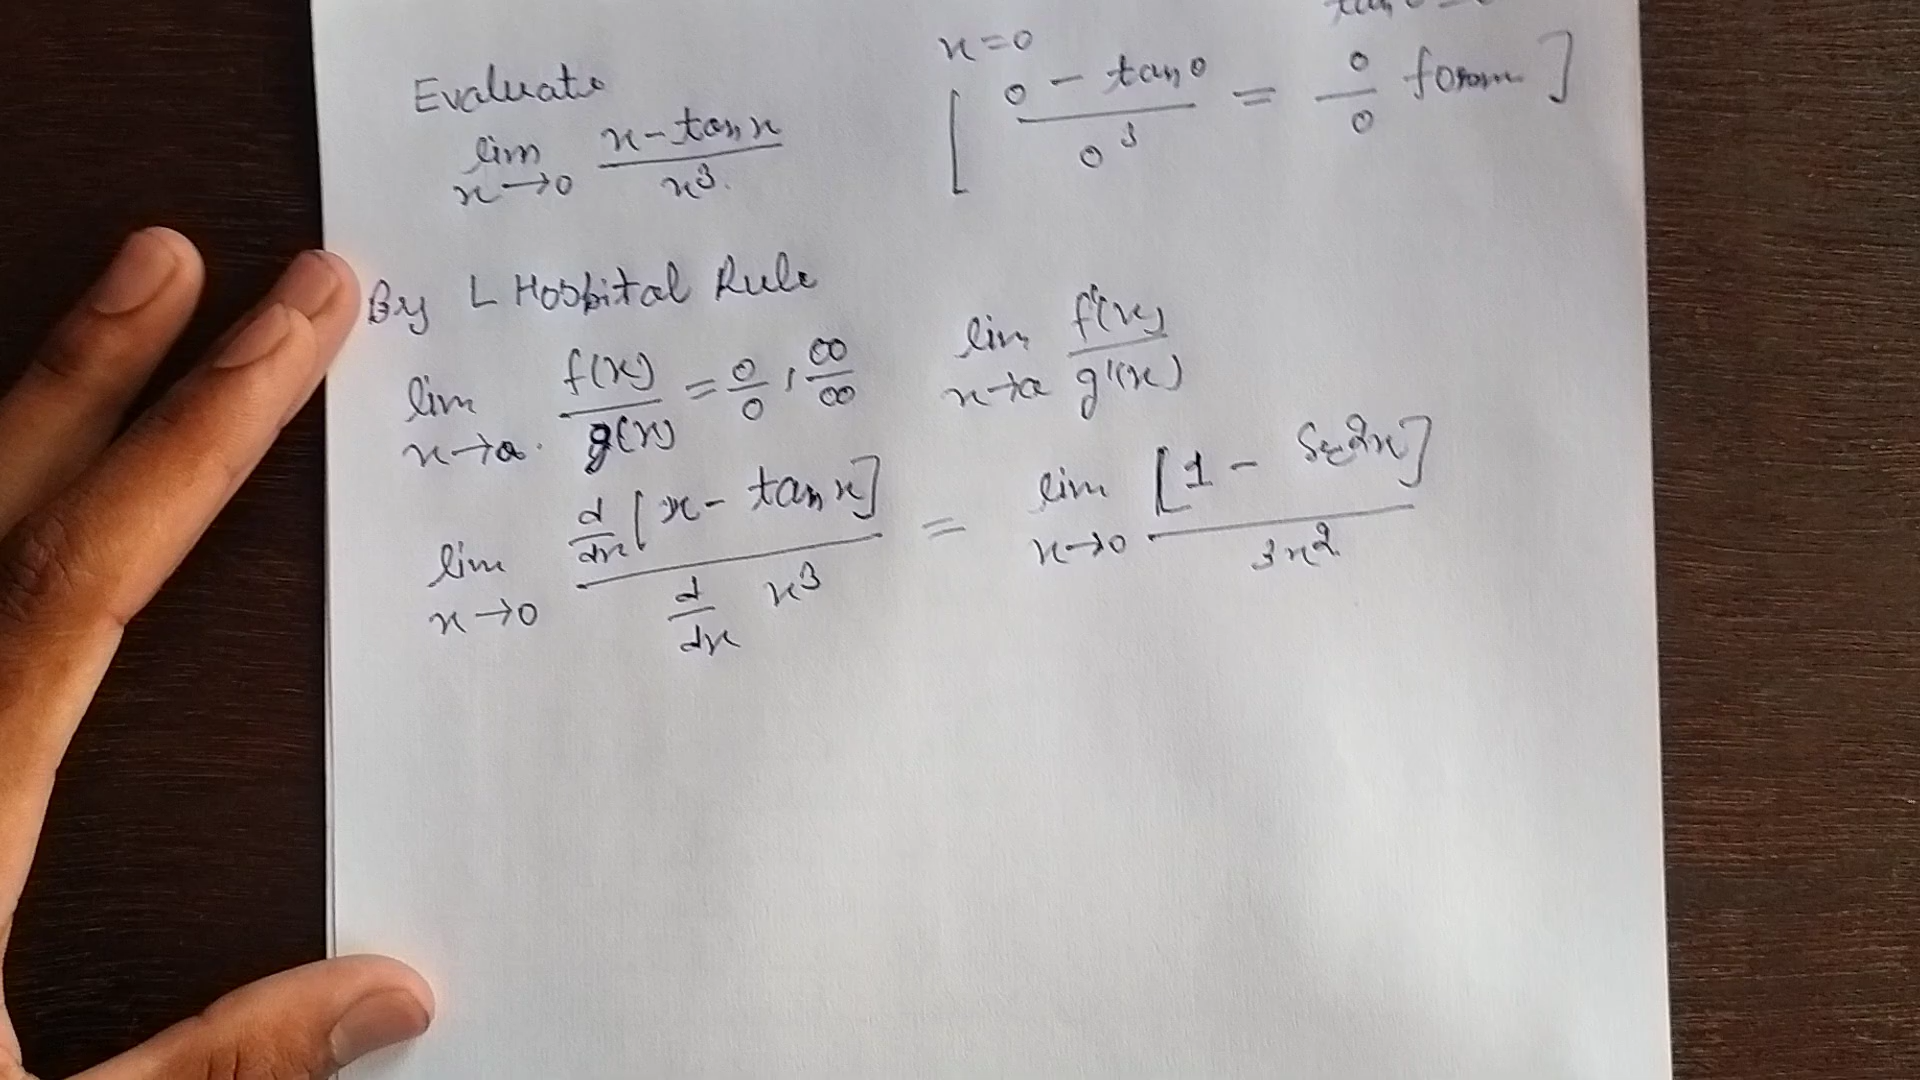 Evaluate
lim x→0 (x - tan x)/x³
x=0
[ (0 - tan 0)/0³ = 0/0 form ]
By L Hospital Rule
lim x→a f(x)/g(x) = 0/0, ∞/∞ lim x→a f'(x)/g'(x)
lim x→0 (d/dx [x - tan x])/(d/dx x³) = lim x→0 [1 - Sec²x]/3x²